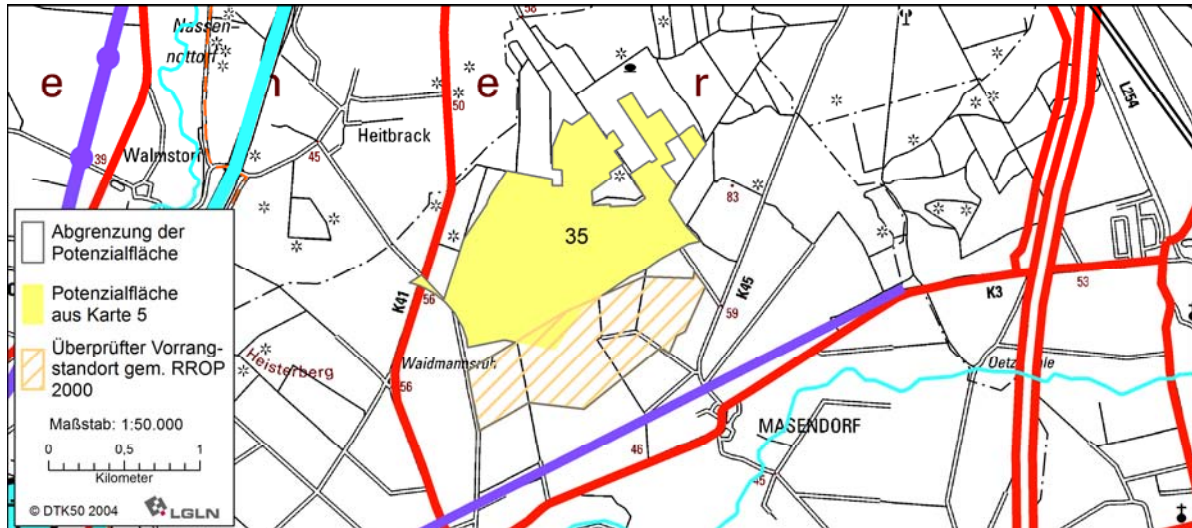 Nassen-
nottorf
58
e
n
e
r
50
L254
Heitbrack
39
Walmstorf
45
83
35
Abgrenzung der
Potenzialfläche
Potenzialfläche
aus Karte 5
Überprüfter Vorrang-
standort gem. RROP
2000
Maßstab: 1:50.000
0 0,5 1
Kilometer
© DTK50 2004 LGLN
K41
56
K45
59
K3
53
Heisterberg
Waidmannsruh
56
MASENDORF
46
45